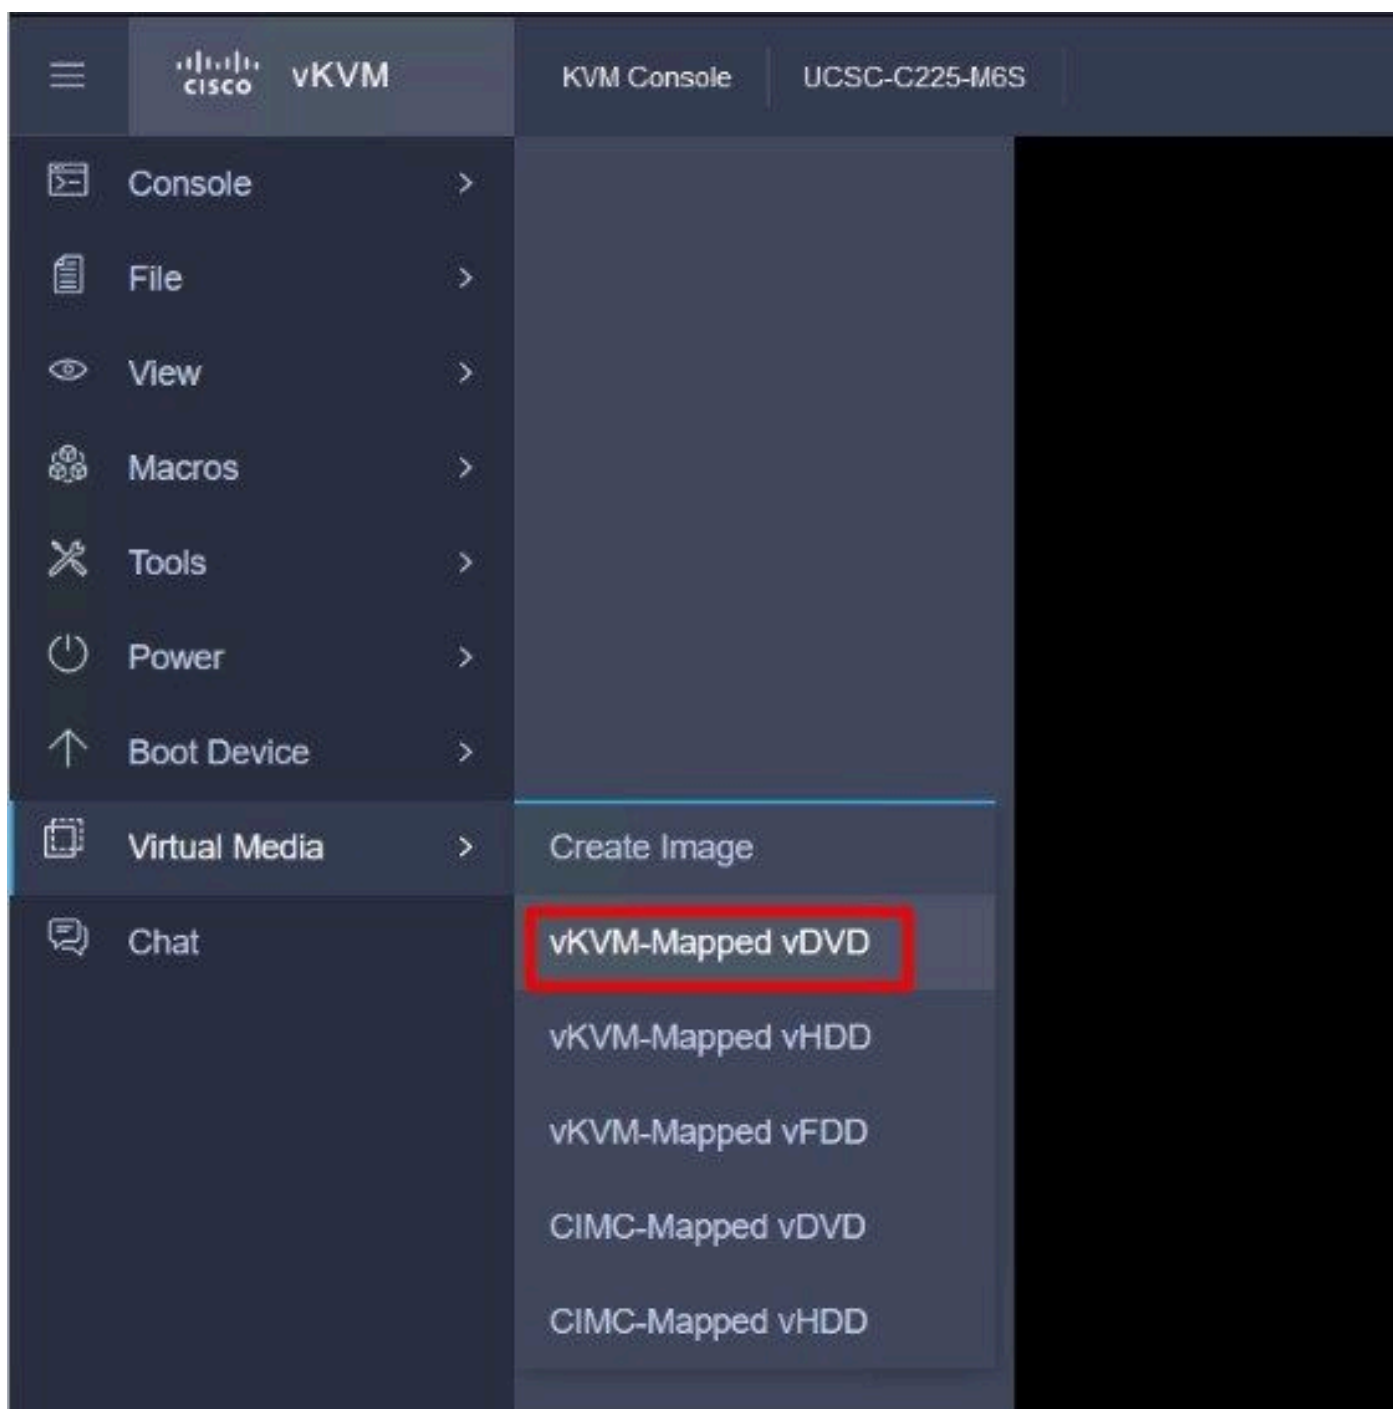 cisco vKVM KVM Console UCSC-C225-M6S
Console
File
View
Macros
Tools
Power
Boot Device
Virtual Media
Chat
Create Image
vKVM-Mapped vDVD
vKVM-Mapped vHDD
vKVM-Mapped vFDD
CIMC-Mapped vDVD
CIMC-Mapped vHDD